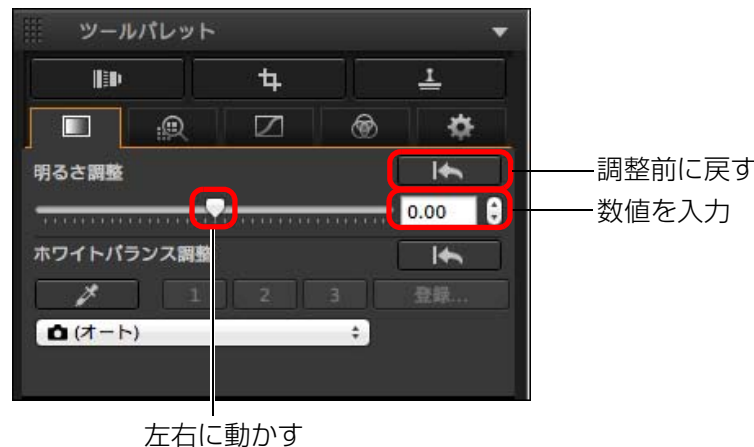 ツールパレット
明るさ調整
調整前に戻す
0.00
数値を入力
ホワイトバランス調整
1 2 3 登録...
(オート)
左右に動かす